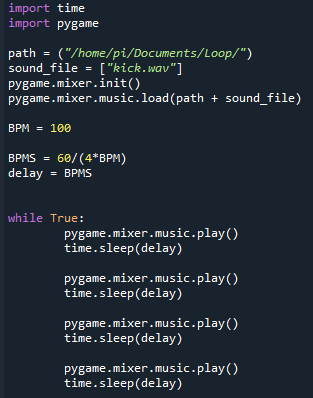 import time
import pygame
path = ("/home/pi/Documents/Loop/")
sound_file = ["kick.wav"]
pygame.mixer.init()
pygame.mixer.music.load(path + sound_file)
BPM = 100
BPMS = 60/(4*BPM)
delay = BPMS
while True:
pygame.mixer.music.play()
time.sleep(delay)
pygame.mixer.music.play()
time.sleep(delay)
pygame.mixer.music.play()
time.sleep(delay)
pygame.mixer.music.play()
time.sleep(delay)